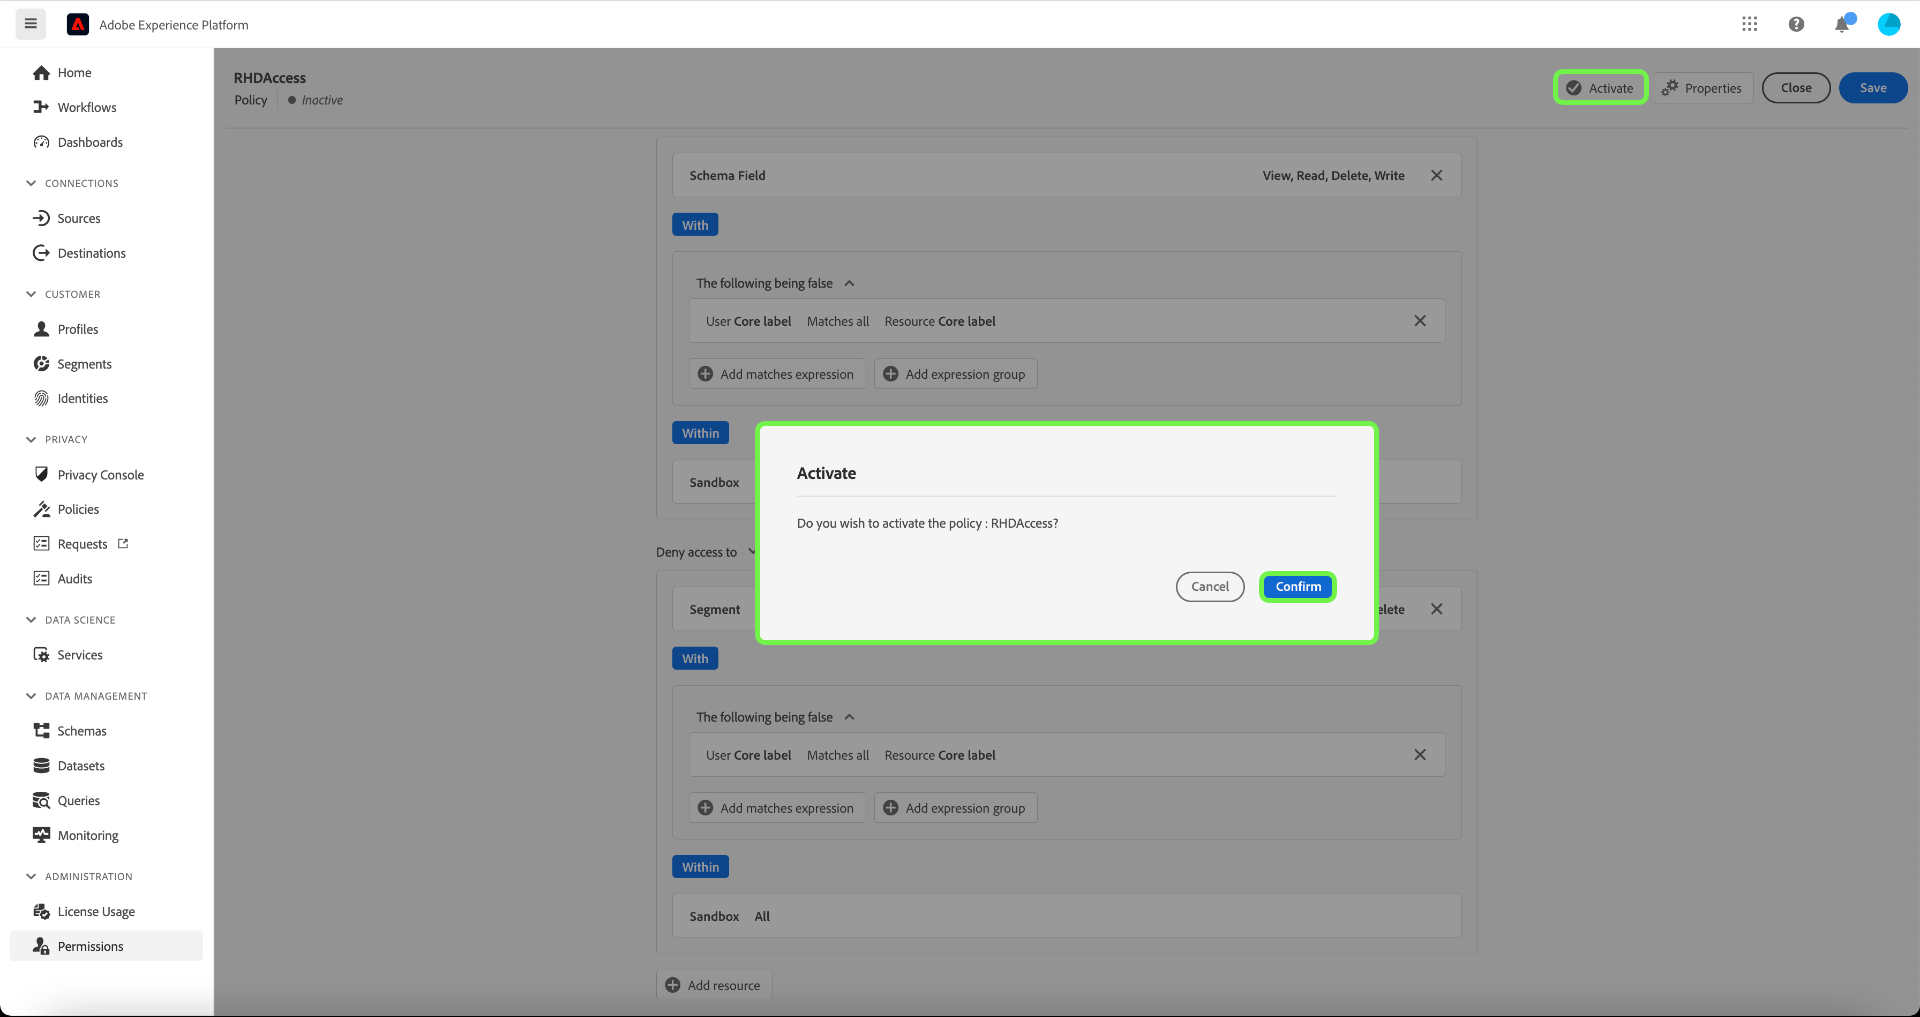 Adobe Experience Platform
Home
Workflows
Dashboards
CONNECTIONS
Sources
Destinations
CUSTOMER
Profiles
Segments
Identities
PRIVACY
Privacy Console
Policies
Requests
Audits
DATA SCIENCE
Services
DATA MANAGEMENT
Schemas
Datasets
Queries
Monitoring
ADMINISTRATION
License Usage
Permissions
RHDAccess
Policy Inactive
Activate Properties Close Save
Schema Field View, Read, Delete, Write
With
The following being false
User Core label Matches all Resource Core label
Add matches expression Add expression group
Within
Sandbox
Activate
Do you wish to activate the policy : RHDAccess?
Cancel Confirm
Deny access to
Segment elete
With
The following being false
User Core label Matches all Resource Core label
Add matches expression Add expression group
Within
Sandbox All
Add resource